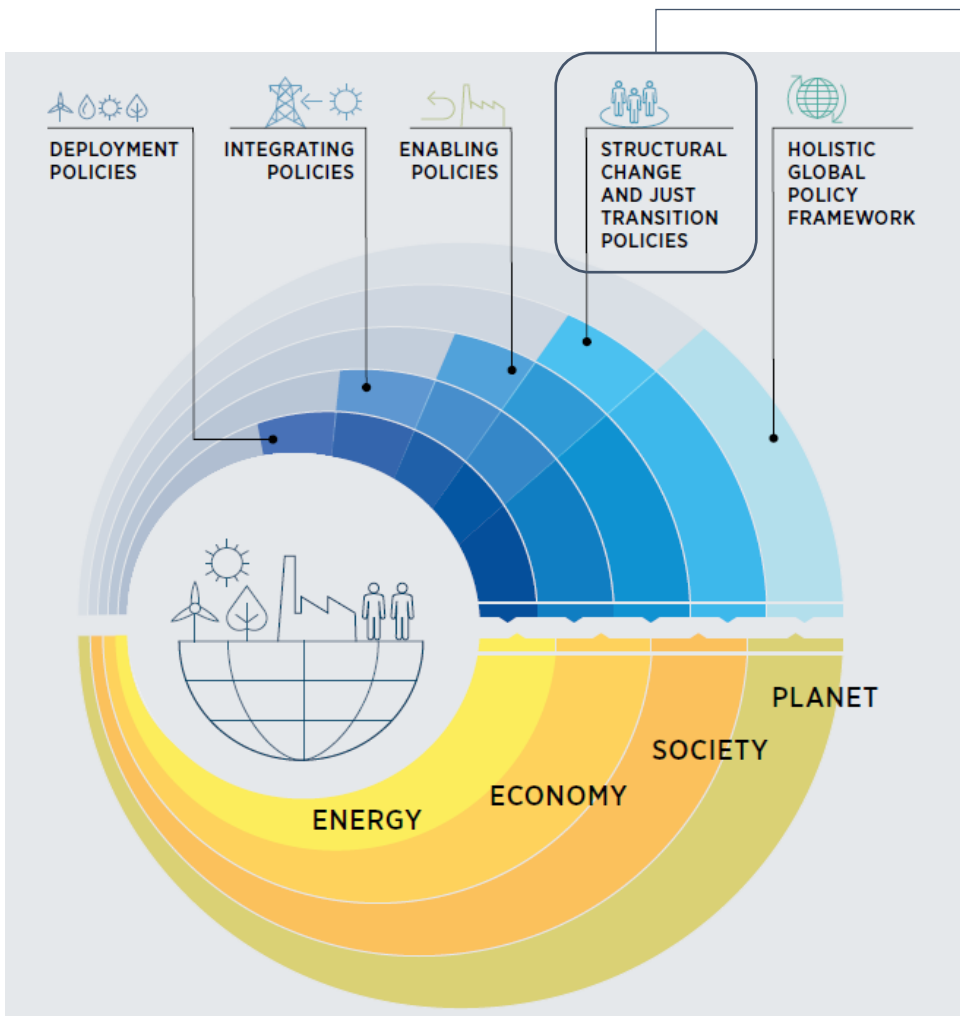 DEPLOYMENT
POLICIES
INTEGRATING
POLICIES
ENABLING
POLICIES
STRUCTURAL
CHANGE
AND JUST
TRANSITION
POLICIES
HOLISTIC
GLOBAL
POLICY
FRAMEWORK
PLANET
SOCIETY
ECONOMY
ENERGY